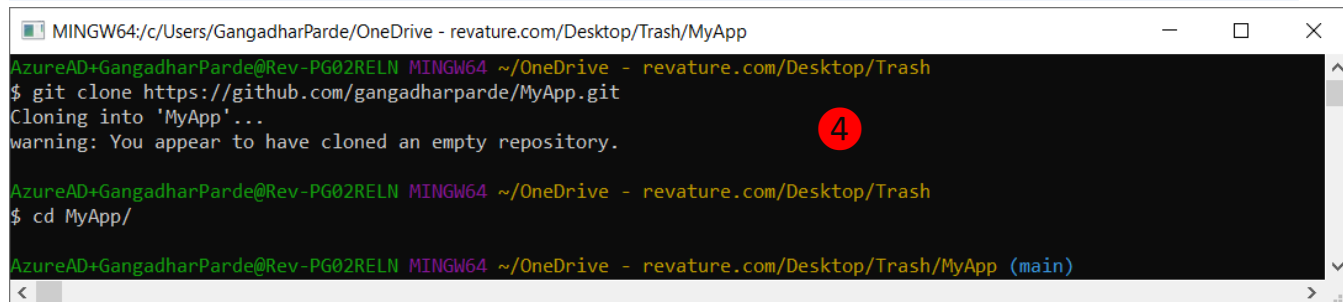 MINGW64:/c/Users/GangadharParde/OneDrive - revature.com/Desktop/Trash/MyApp
AzureAD+GangadharParde@Rev-PG02RELN MINGW64 ~/OneDrive - revature.com/Desktop/Trash
$ git clone https://github.com/gangadharparde/MyApp.git
Cloning into 'MyApp'...
warning: You appear to have cloned an empty repository.
4
AzureAD+GangadharParde@Rev-PG02RELN MINGW64 ~/OneDrive - revature.com/Desktop/Trash
$ cd MyApp/
AzureAD+GangadharParde@Rev-PG02RELN MINGW64 ~/OneDrive - revature.com/Desktop/Trash/MyApp (main)